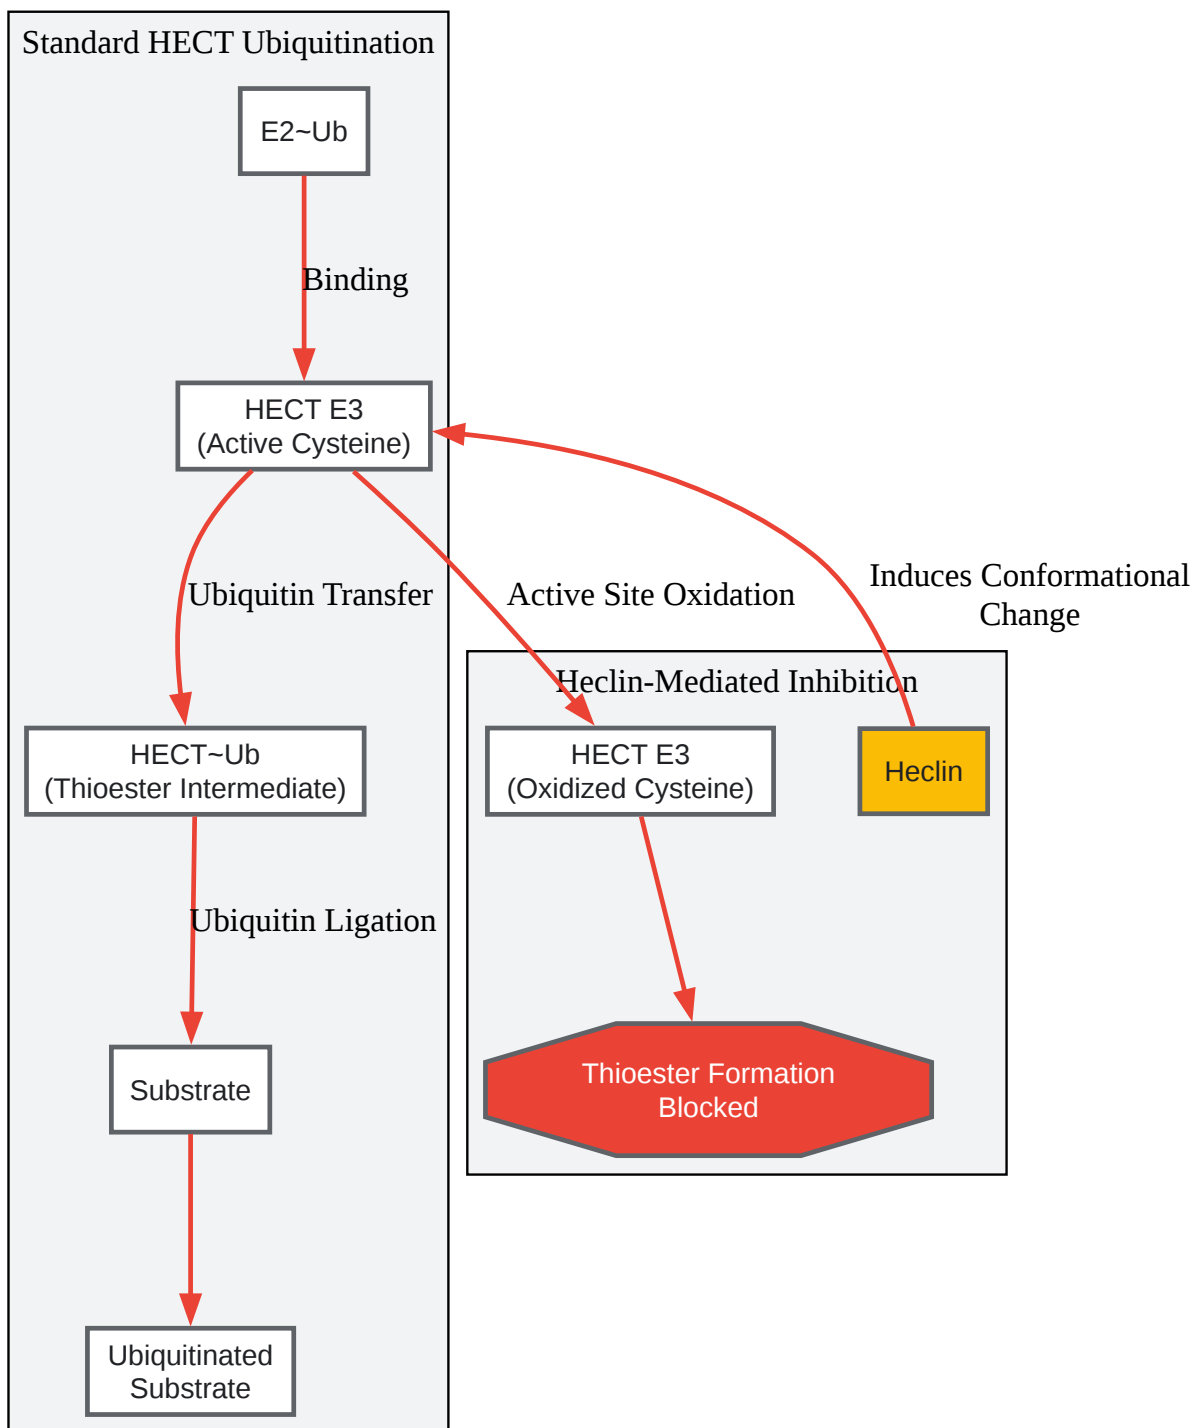 Standard HECT Ubiquitination
E2~Ub
Binding
HECT E3
(Active Cysteine)
Ubiquitin Transfer
Active Site Oxidation
Induces Conformational
Change
Heclin-Mediated Inhibition
HECT~Ub
(Thioester Intermediate)
HECT E3
(Oxidized Cysteine)
Heclin
Ubiquitin Ligation
Substrate
Thioester Formation
Blocked
Ubiquitinated
Substrate